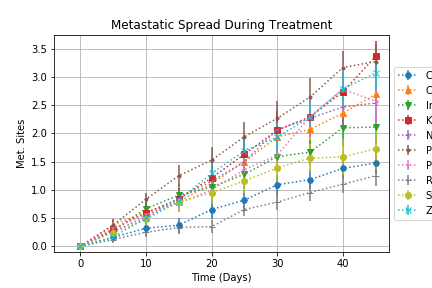 Metastatic Spread During Treatment
Met. Sites
3.5
3.0
2.5
2.0
1.5
1.0
0.5
0.0
0
10
20
30
40
Time (Days)
C
C
In
K
N
P
P
R
S
Z